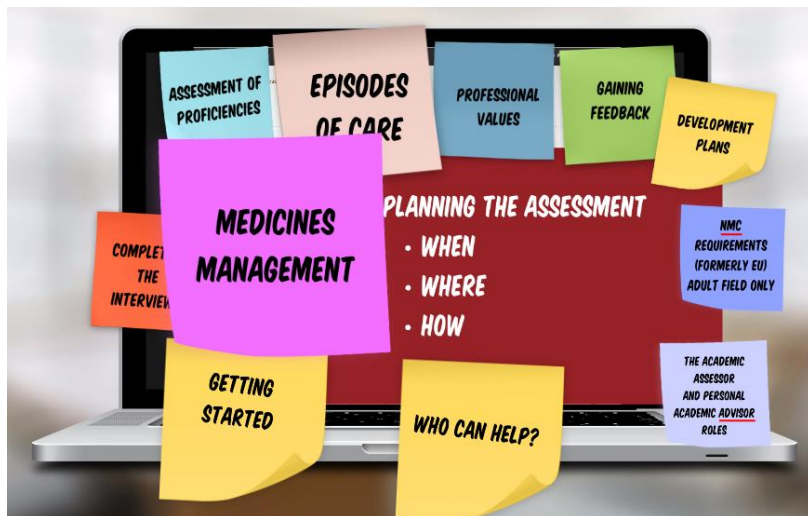 ASSESSMENT OF
PROFICIENCIES
EPISODES
OF CARE
PROFESSIONAL
VALUES
GAINING
FEEDBACK
DEVELOPMENT
PLANS
MEDICINES
MANAGEMENT
PLANNING THE ASSESSMENT
• WHEN
• WHERE
• HOW
THE
NMC
REQUIREMENTS
(FORMERLY EU)
ADULT FIELD ONLY
GETTING
STARTED
WHO CAN HELP?
THE ACADEMIC
ASSESSOR
AND PERSONAL
ACADEMIC ADVISOR
ROLES